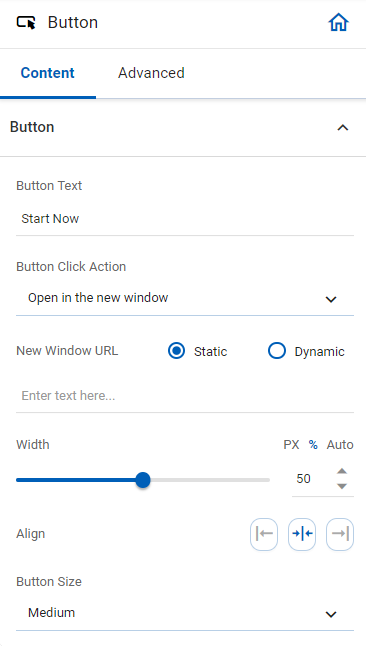 Button
Content Advanced
Button
Button Text
Start Now
Button Click Action
Open in the new window
New Window URL Static Dynamic
Enter text here...
Width PX % Auto
50
Align
Button Size
Medium